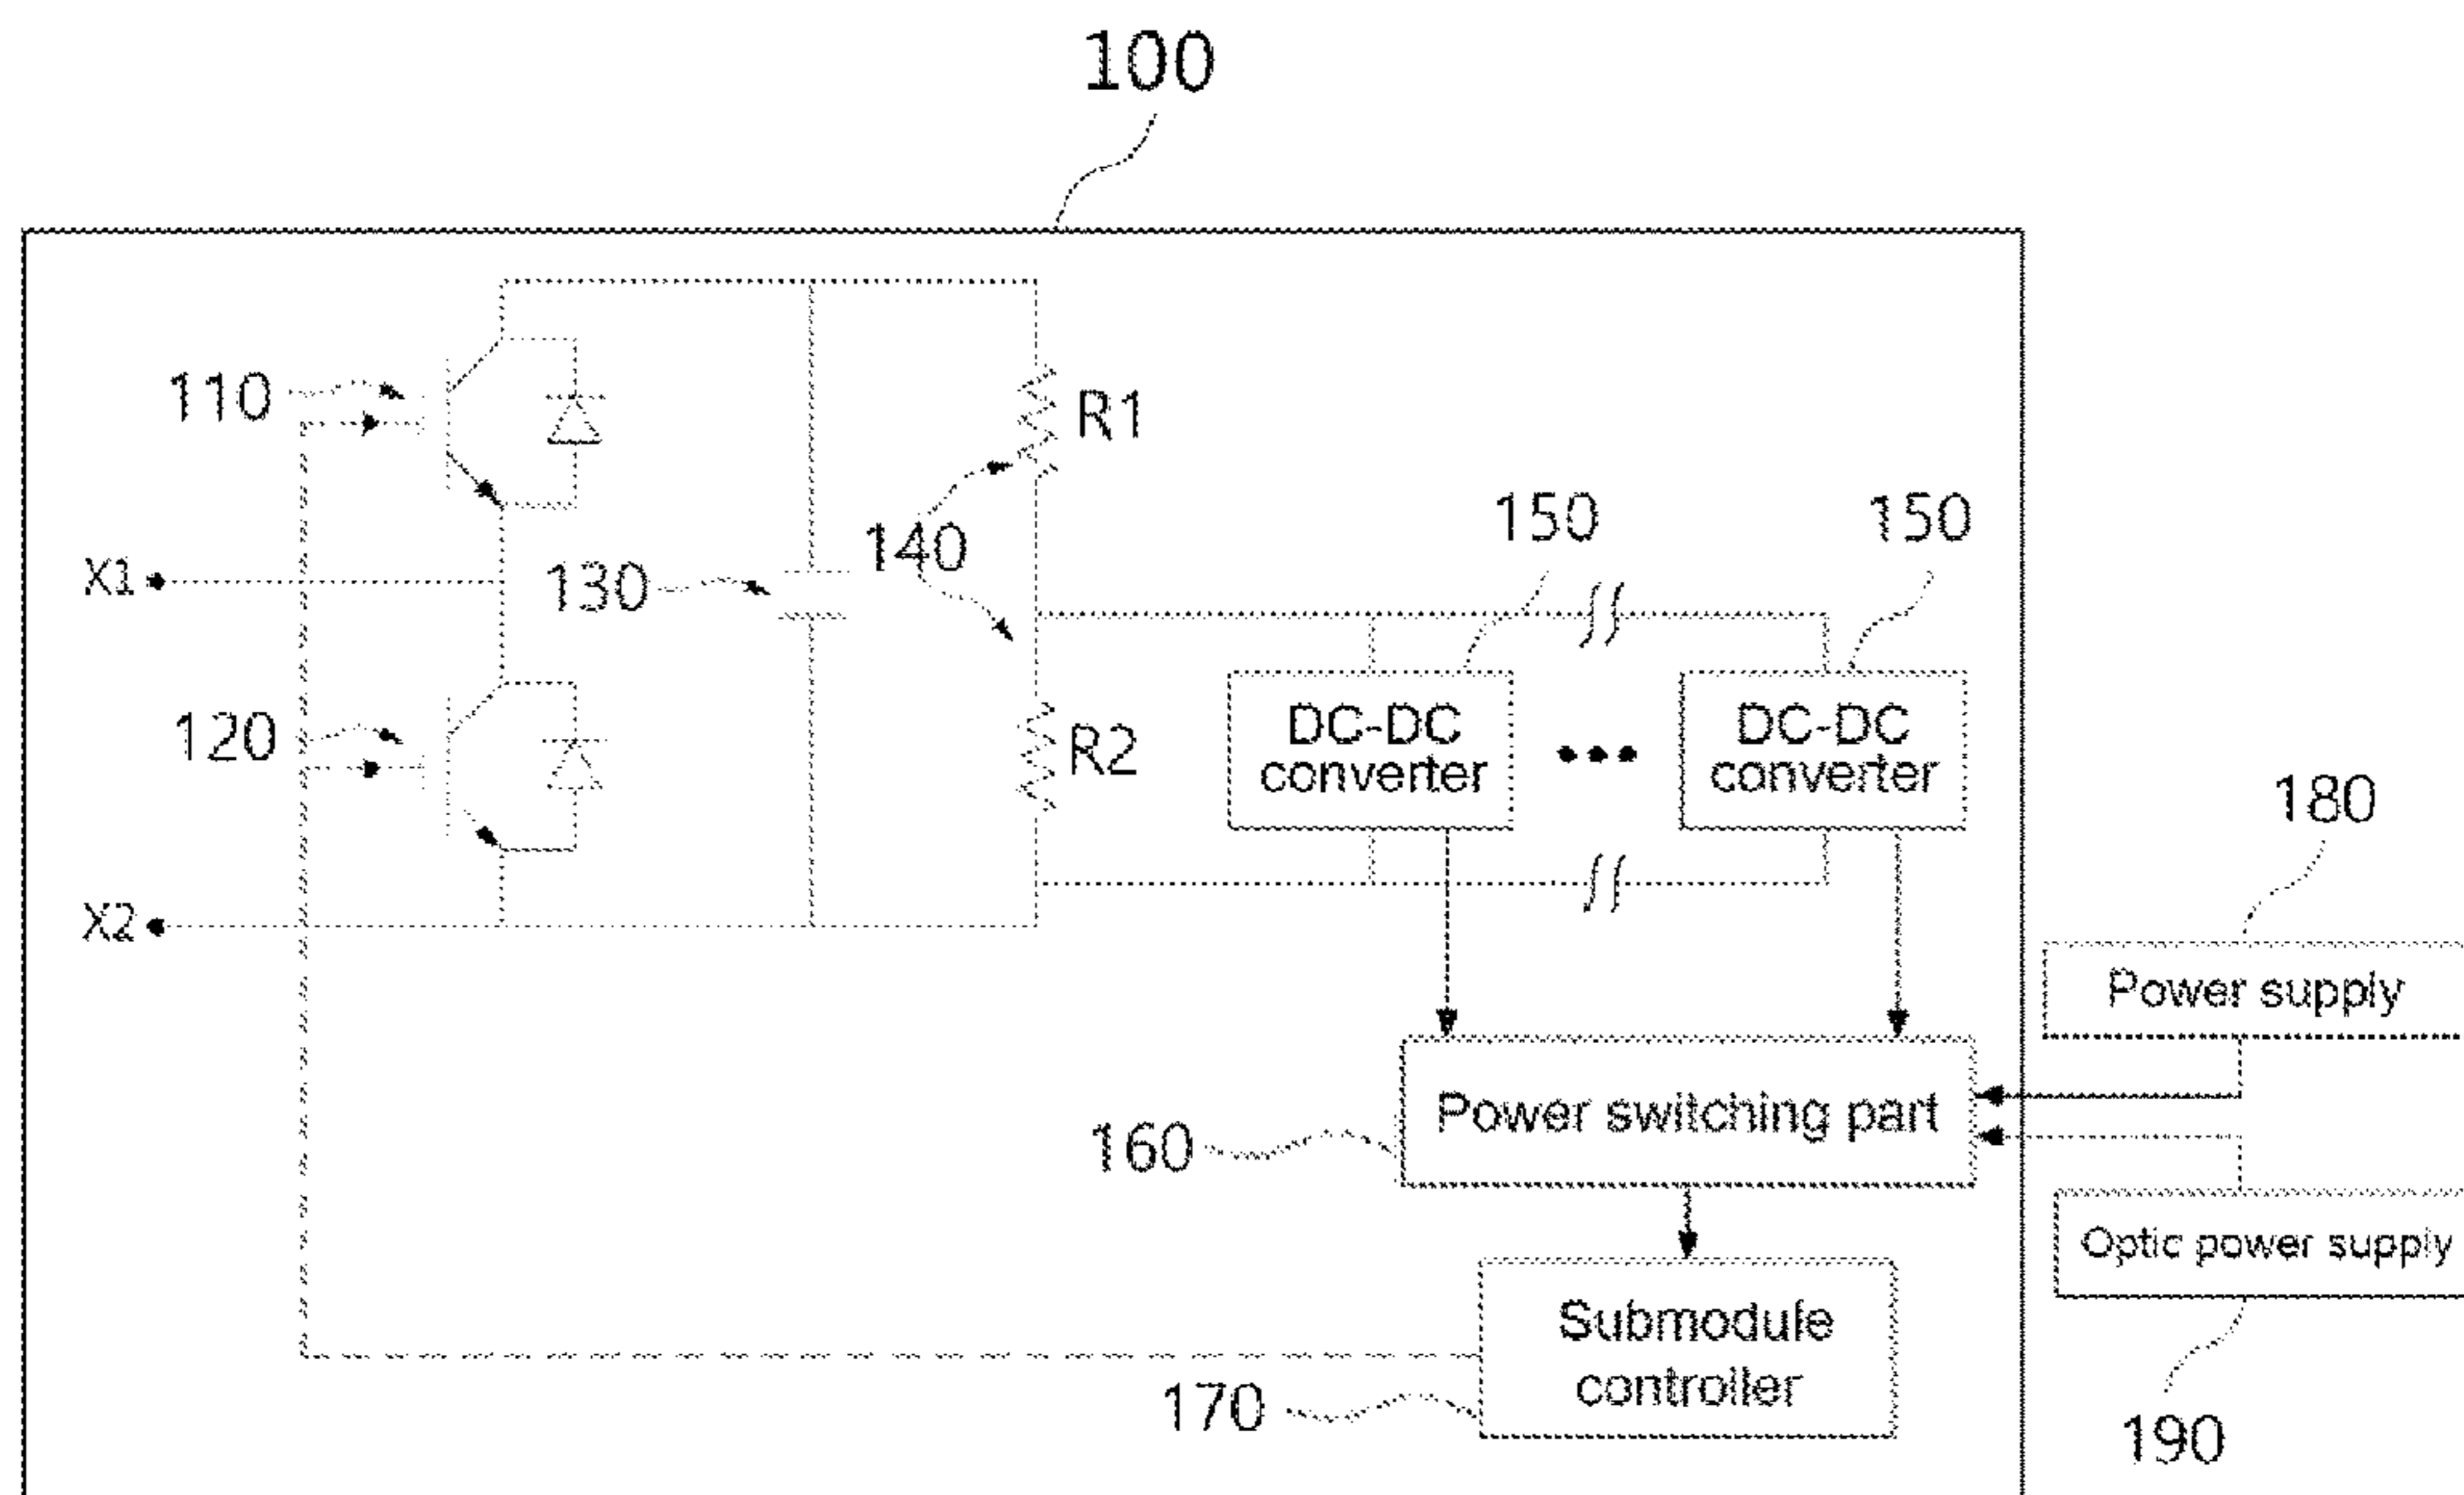 100
110
R1
150
150
X1
130
140
120
DC-DC
converter
DC-DC
converter
R2
180
X2
Power supply
Power switching part
160
Optic power supply
Submodule
controller
170
190